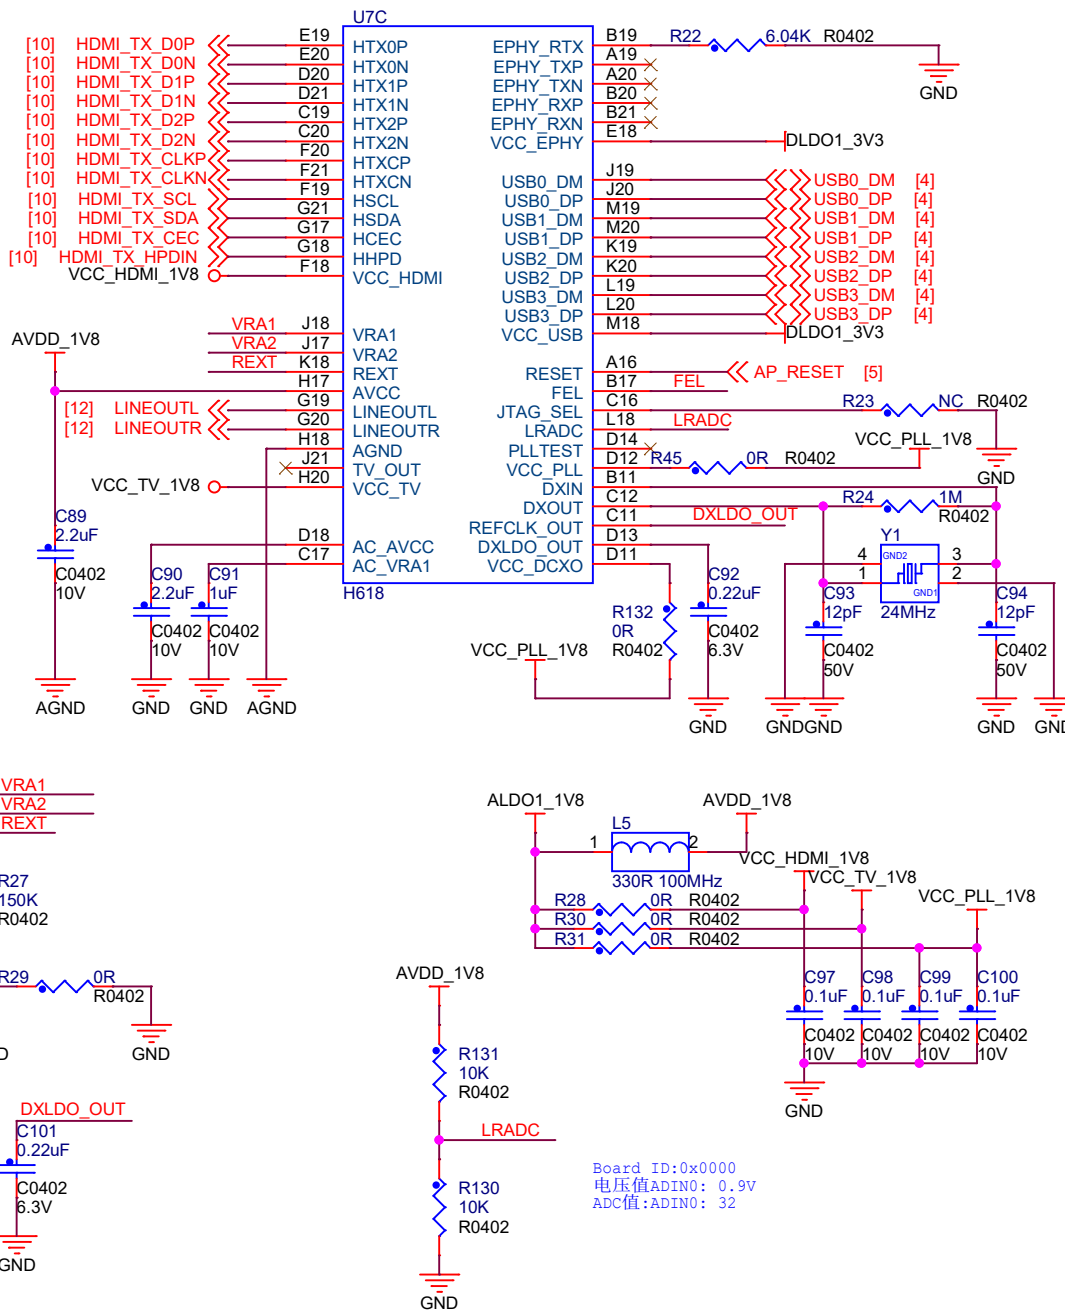 U7C
[10] HDMI_TX_D0P E19 HTX0P
[10] HDMI_TX_D0N E20 HTX0N
[10] HDMI_TX_D1P D20 HTX1P
[10] HDMI_TX_D1N D21 HTX1N
[10] HDMI_TX_D2P C19 HTX2P
[10] HDMI_TX_D2N C20 HTX2N
[10] HDMI_TX_CLKP F20 HTXCP
[10] HDMI_TX_CLKN F21 HTXCN
[10] HDMI_TX_SCL F19 HSCL
[10] HDMI_TX_SDA G21 HSDA
[10] HDMI_TX_CEC G17 HCEC
[10] HDMI_TX_HPDIN G18 HHPD
VCC_HDMI_1V8 F18 VCC_HDMI
VRA1 J18 VRA1
VRA2 J17 VRA2
REXT K18 REXT
AVDD_1V8
H17 AVCC
[12] LINEOUTL G19 LINEOUTL
[12] LINEOUTR G20 LINEOUTR
H18 AGND
J21 TV_OUT
VCC_TV_1V8 H20 VCC_TV
D18 AC_AVCC
C17 AC_VRA1
H618
EPHY_RTX B19 R22 6.04K R0402
GND
EPHY_TXP A19
EPHY_TXN A20
EPHY_RXP B20
EPHY_RXN B21
VCC_EPHY E18 DLDO1_3V3
USB0_DM J19 USB0_DM [4]
USB0_DP J20 USB0_DP [4]
USB1_DM M19 USB1_DM [4]
USB1_DP M20 USB1_DP [4]
USB2_DM K19 USB2_DM [4]
USB2_DP K20 USB2_DP [4]
USB3_DM L19 USB3_DM [4]
USB3_DP L20 USB3_DP [4]
VCC_USB M18 DLDO1_3V3
RESET A16 AP_RESET [5]
FEL B17 FEL
JTAG_SEL C16 R23 NC R0402
GND
LRADC L18 LRADC
PLLTEST D14
VCC_PLL_1V8
VCC_PLL D12 R45 0R R0402
DXIN B11
DXOUT C12 R24 1M
R0402
REFCLK_OUT C11 DXLDO_OUT
DXLDO_OUT D13
VCC_DCXO D11
C89
2.2uF
C0402
10V
AGND
C90
2.2uF
C0402
10V
GND
C91
1uF
C0402
10V
GND
AGND
VCC_PLL_1V8
R132
0R
R0402
C92
0.22uF
C0402
6.3V
GND
Y1
4 GND2 3
1 GND1 2
24MHz
C93
12pF
C0402
50V
GND
GND
C94
12pF
C0402
50V
GND
GND
VRA1
VRA2
REXT
R27
150K
R0402
R29 0R
R0402
GND
DXLDO_OUT
C101
0.22uF
C0402
6.3V
GND
ALDO1_1V8
AVDD_1V8
L5
1 2
330R 100MHz
VCC_HDMI_1V8
VCC_TV_1V8
VCC_PLL_1V8
R28 0R R0402
R30 0R R0402
R31 0R R0402
C97
0.1uF
C0402
10V
C98
0.1uF
C0402
10V
C99
0.1uF
C0402
10V
C100
0.1uF
C0402
10V
GND
AVDD_1V8
R131
10K
R0402
LRADC
R130
10K
R0402
GND
Board ID:0x0000
电压值ADIN0: 0.9V
ADC值:ADIN0: 32